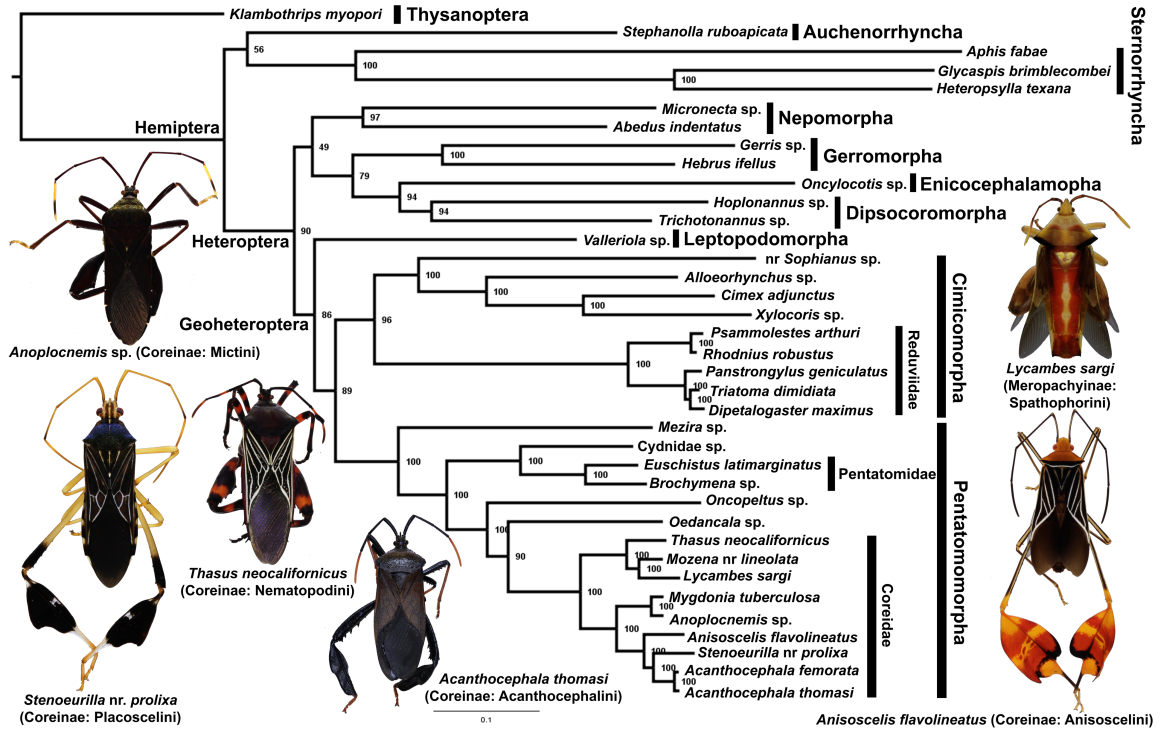 Klambothrips myopori
Thysanoptera
Stephanolla ruboapicata
Auchenorrhyncha
56
Aphis fabae
100
Glycaspis brimblecombei
100
Heteropsylla texana
Sternorrhyncha
Hemiptera
Micronecta sp.
97
Abedus indentatus
Nepomorpha
49
Gerris sp.
100
Hebrus ifellus
Gerromorpha
79
Oncylocotis sp.
Enicocephalamopha
94
Hoplonannus sp.
94
Trichotonannus sp.
Dipsocoromorpha
Heteroptera
90
Valleriola sp.
Leptopodomorpha
nr Sophianus sp.
100
Alloeorhynchus sp.
100
Cimex adjunctus
100
Xylocoris sp.
Geoheteroptera
86
96
Psammolestes arthuri
100
Rhodnius robustus
100
Panstrongylus geniculatus
100
Triatoma dimidiata
100
Dipetalogaster maximus
Reduviidae
Cimicomorpha
89
Mezira sp.
100
Cydnidae sp.
100
Euschistus latimarginatus
100
Brochymena sp.
Pentatomidae
100
Oncopeltus sp.
100
Oedancala sp.
90
Thasus neocalifornicus
100
Mozena nr lineolata
100
Lycambes sargi
100
Mygdonia tuberculosa
100
Anoplocnemis sp.
100
Anisoscelis flavolineatus
100
Stenoeurilla nr prolixa
100
Acanthocephala femorata
100
Acanthocephala thomasi
Coreidae
Pentatomomorpha
0.1
Anoplocnemis sp. (Coreinae: Mictini)
Lycambes sargi
(Meropachyinae:
Spathophorini)
Thasus neocalifornicus
(Coreinae: Nematopodini)
Acanthocephala thomasi
(Coreinae: Acanthocephalini)
Stenoeurilla nr. prolixa
(Coreinae: Placoscelini)
Anisoscelis flavolineatus (Coreinae: Anisoscelini)